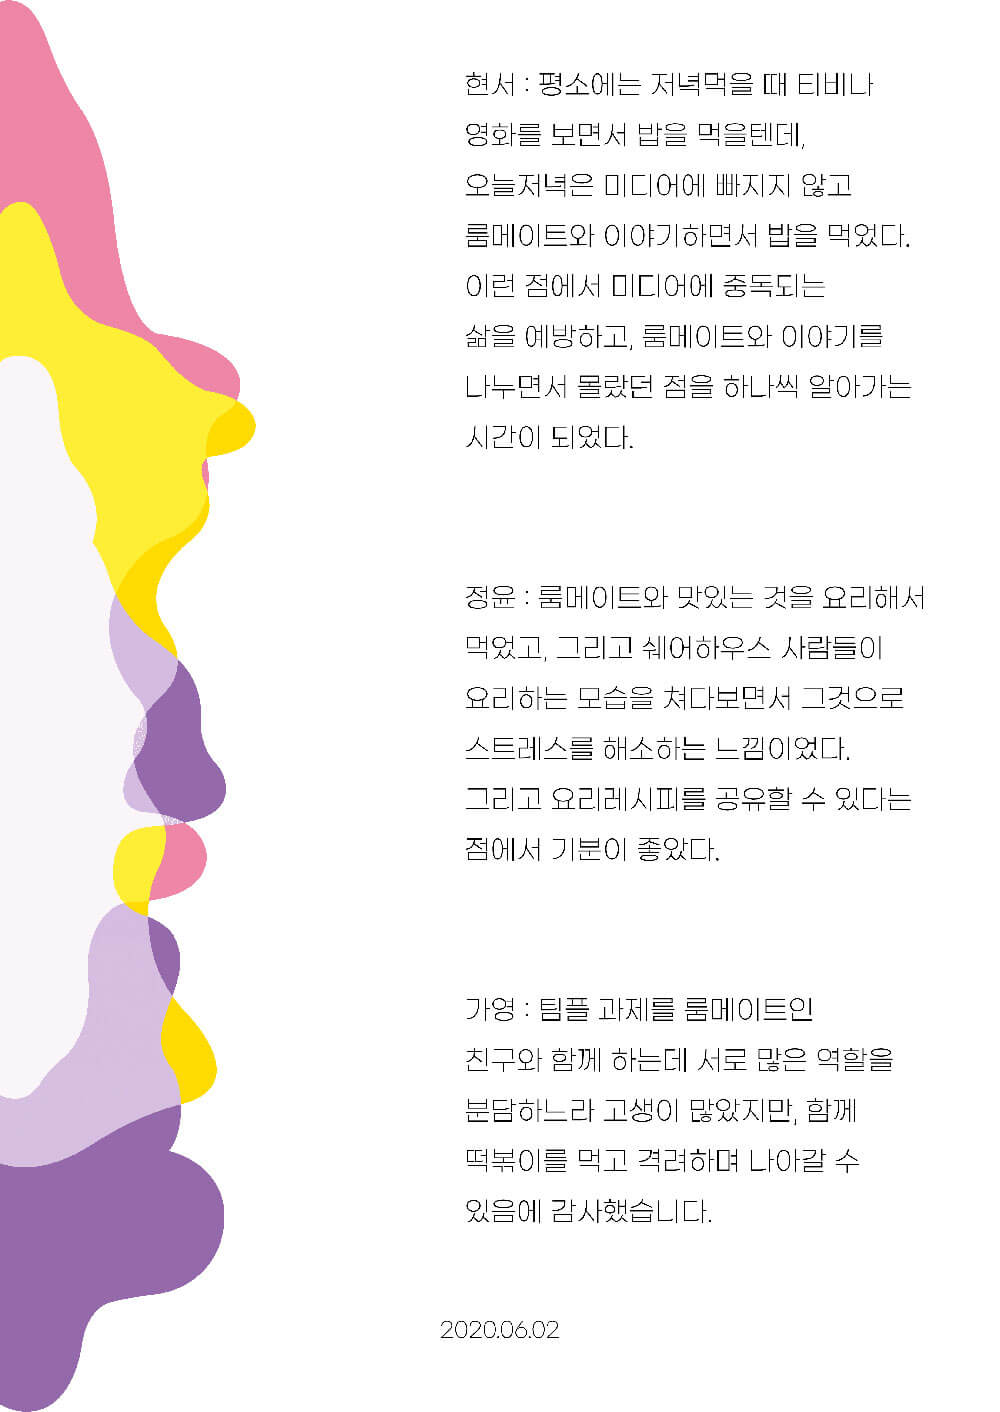 현서 : 평소에는 저녁먹을 때 티비나
영화를 보면서 밥을 먹을텐데,
오늘저녁은 미디어에 빠지지 않고
룸메이트와 이야기하면서 밥을 먹었다.
이런 점에서 미디어에 중독되는
삶을 예방하고, 룸메이트와 이야기를
나누면서 몰랐던 점을 하나씩 알아가는
시간이 되었다.
정윤 : 룸메이트와 맛있는 것을 요리해서
먹었고, 그리고 쉐어하우스 사람들이
요리하는 모습을 쳐다보면서 그것으로
스트레스를 해소하는 느낌이었다.
그리고 요리레시피를 공유할 수 있다는
점에서 기분이 좋았다.
가영 : 팀플 과제를 룸메이트인
친구와 함께 하는데 서로 많은 역할을
분담하느라 고생이 많았지만, 함께
떡볶이를 먹고 격려하며 나아갈 수
있음에 감사했습니다.
2020.06.02